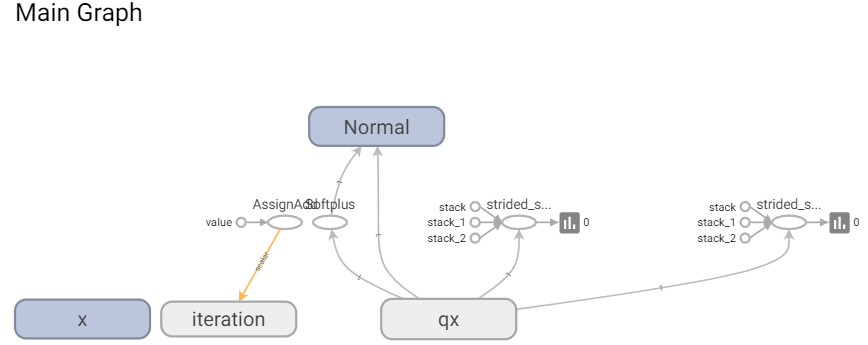 Main Graph
Normal
AssignAdd
Softplus
value
scalar
stack
stack_1
stack_2
strided_s...
0
stack
stack_1
stack_2
strided_s...
0
x
iteration
qx